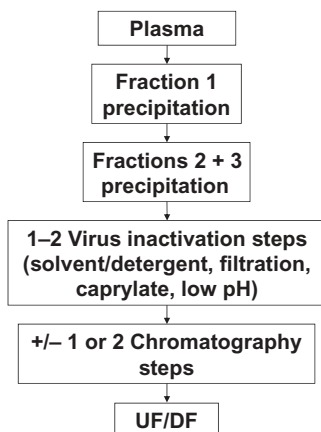 Plasma
Fraction 1
precipitation
Fractions 2 + 3
precipitation
1–2 Virus inactivation steps
(solvent/detergent, filtration,
caprylate, low pH)
+/– 1 or 2 Chromatography
steps
UF/DF